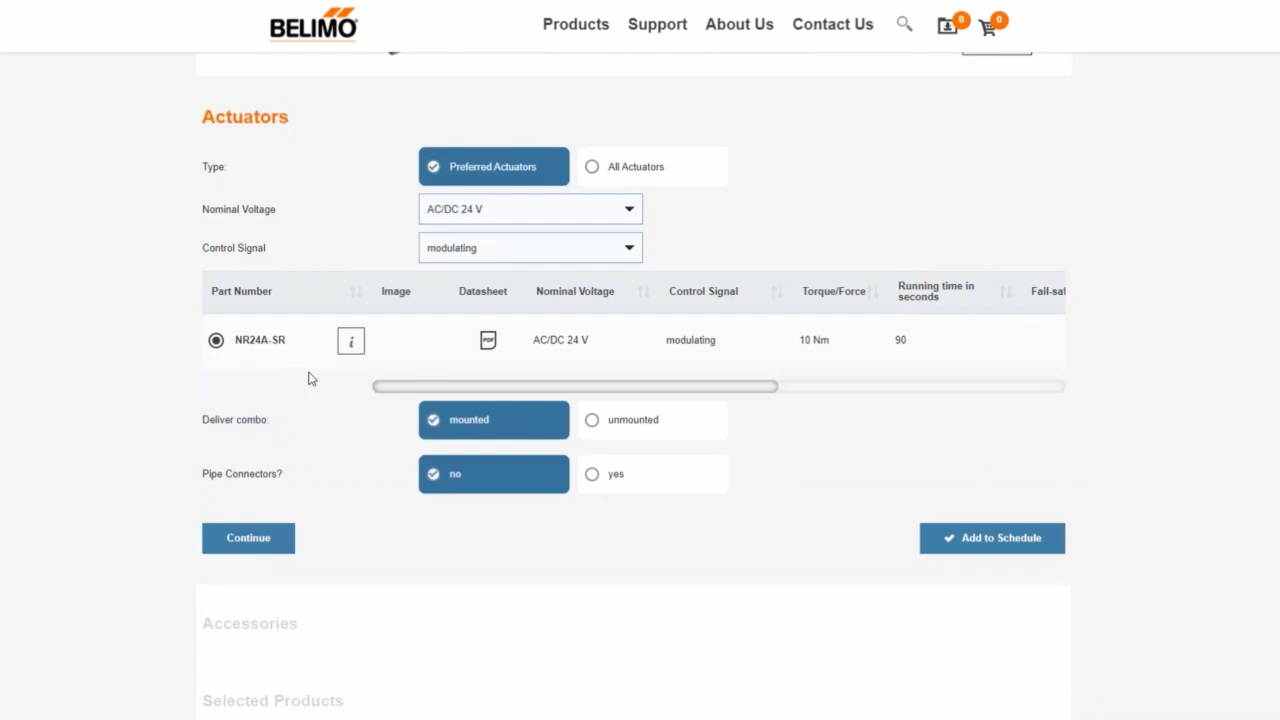 BELIMO
Products Support About Us Contact Us 0 0
Actuators
Type: Preferred Actuators All Actuators
Nominal Voltage AC/DC 24 V
Control Signal modulating
Part Number Image Datasheet Nominal Voltage Control Signal Torque/Force Running time in seconds Fail-saf
NR24A-SR i PDF AC/DC 24 V modulating 10 Nm 90
Deliver combo: mounted unmounted
Pipe Connectors? no yes
Continue Add to Schedule
Accessories
Selected Products